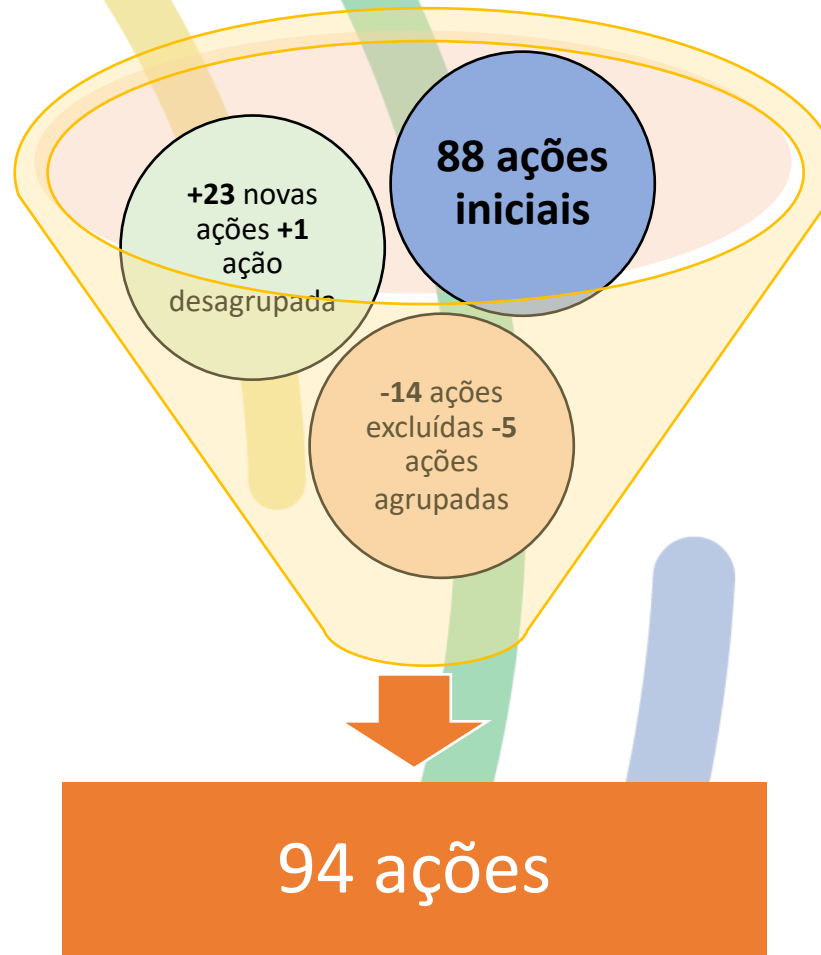 88 ações
iniciais
+23 novas
ações +1
ação
desagrupada
-14 ações
excluídas -5
ações
agrupadas
94 ações